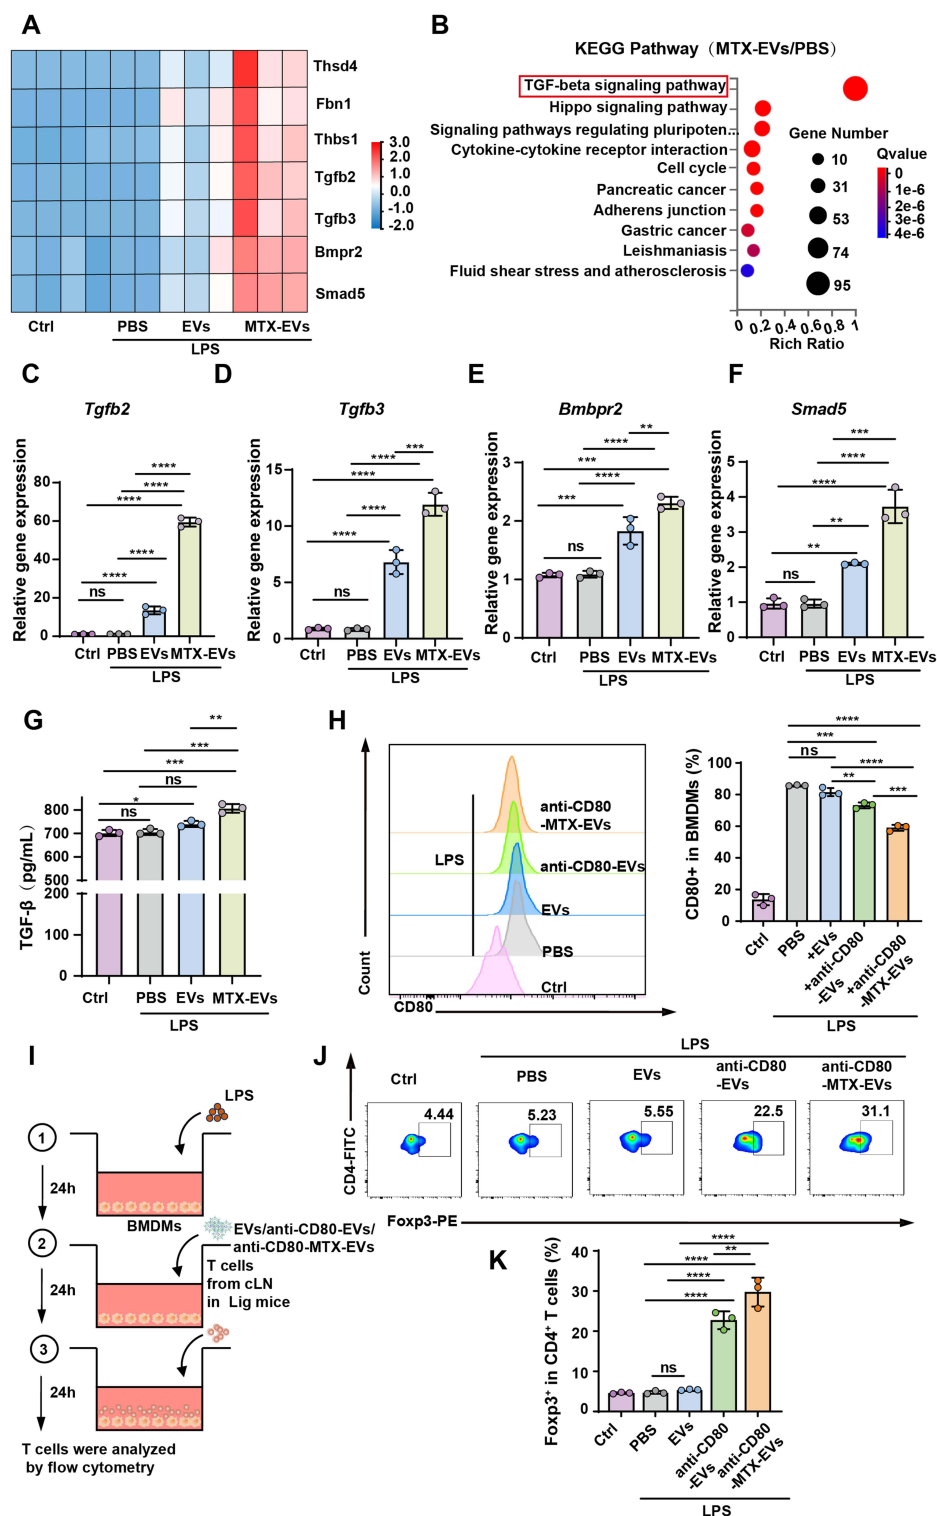 A
Thsd4
Fbn1
Thbs1
Tgfb2
Tgfb3
Bmpr2
Smad5
3.0
2.0
1.0
0.0
-1.0
-2.0
Ctrl PBS EVs MTX-EVs
LPS
B
KEGG Pathway（MTX-EVs/PBS）
TGF-beta signaling pathway
Hippo signaling pathway
Signaling pathways regulating pluripoten...
Cytokine-cytokine receptor interaction
Cell cycle
Pancreatic cancer
Adherens junction
Gastric cancer
Leishmaniasis
Fluid shear stress and atherosclerosis
Gene Number
10
31
53
74
95
Qvalue
0
1e-6
2e-6
3e-6
4e-6
0 0.2 0.4 0.6 0.8 1
Rich Ratio
C
Tgfb2
Relative gene expression
80
60
40
20
0
****
****
****
****
****
ns
Ctrl PBS EVs MTX-EVs
LPS
D
Tgfb3
Relative gene expression
15
10
5
0
***
****
****
****
****
ns
Ctrl PBS EVs MTX-EVs
LPS
E
Bmbpr2
Relative gene expression
3
2
1
0
**
****
***
****
***
ns
Ctrl PBS EVs MTX-EVs
LPS
F
Smad5
Relative gene expression
5
4
3
2
1
0
***
****
****
**
**
ns
Ctrl PBS EVs MTX-EVs
LPS
G
TGF-β（pg/mL）
800
700
600
500
200
100
0
**
***
***
ns
*
ns
Ctrl PBS EVs MTX-EVs
LPS
H
Count
CD80
LPS
anti-CD80
-MTX-EVs
anti-CD80-EVs
EVs
PBS
Ctrl
CD80+ in BMDMs (%)
100
80
60
40
20
0
****
***
ns
****
**
***
Ctrl
PBS
+EVs
+anti-CD80
-EVs
+anti-CD80
-MTX-EVs
LPS
I
LPS
1
24h
BMDMs
2
EVs/anti-CD80-EVs/
anti-CD80-MTX-EVs
T cells
from cLN
in Lig mice
24h
3
24h
T cells were analyzed
by flow cytometry
J
LPS
Ctrl
PBS
EVs
anti-CD80
-EVs
anti-CD80
-MTX-EVs
4.44
5.23
5.55
22.5
31.1
CD4-FITC
Foxp3-PE
K
Foxp3⁺ in CD4⁺ T cells (%)
40
30
20
10
0
****
**
****
****
****
ns
Ctrl
PBS
EVs
anti-CD80
-EVs
anti-CD80
-MTX-EVs
LPS